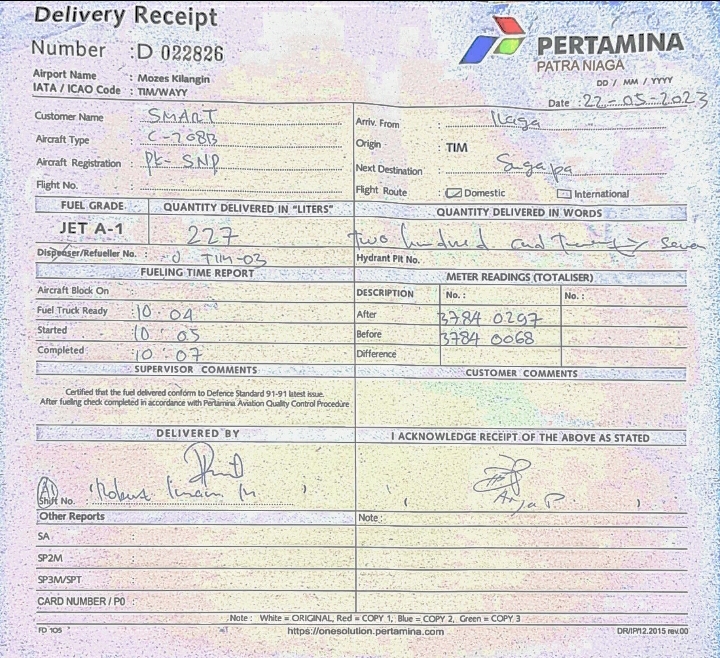 Delivery Receipt
Number : D 022826
PERTAMINA
PATRA NIAGA
Airport Name : Mozes Kilangin
IATA / ICAO Code : TIM/WAYY
DD / MM / YYYY
Date : 22-05-2023
Customer Name : SMART
Arriv. From : Ilaga
Aircraft Type : C-208B
Origin : TIM
Aircraft Registration : PK-SNP
Next Destination : Sugapa
Flight No. :
Flight Route : Domestic International
FUEL GRADE QUANTITY DELIVERED IN "LITERS" QUANTITY DELIVERED IN WORDS
JET A-1 227 two hundred and twenty seven
Dispenser/Refueller No. : TIM-03 Hydrant Pit No.
FUELING TIME REPORT METER READINGS (TOTALISER)
Aircraft Block On :
DESCRIPTION No. : No. :
Fuel Truck Ready : 10.04
After 3784 0297
Started : 10.05
Before 3784 0068
Completed : 10.07
Difference
SUPERVISOR COMMENTS CUSTOMER COMMENTS
Certified that the fuel delivered conform to Defence Standard 91-91 latest issue.
After fueling check completed in accordance with Pertamina Aviation Quality Control Procedure
DELIVERED BY I ACKNOWLEDGE RECEIPT OF THE ABOVE AS STATED
Shift No.
Other Reports Note :
SA :
SP2M :
SP3M/SPT :
CARD NUMBER / PO :
Note : White = ORIGINAL, Red = COPY 1, Blue = COPY 2, Green = COPY 3
FD 105 https://onesolution.pertamina.com DR/IP12.2015 rev.00